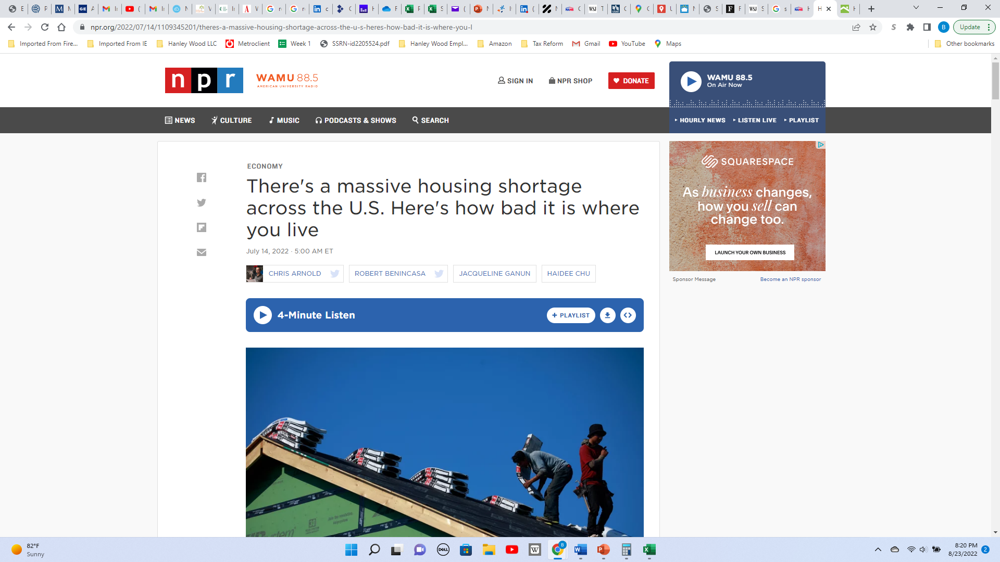 npr.org/2022/07/14/1109345201/theres-a-massive-housing-shortage-across-the-u-s-heres-how-bad-it-is-where-you-l
Update
Imported From Fire... Imported From IE Hanley Wood LLC Metroclient Week 1 SSRN-id2205524.pdf Hanley Wood Empl... Amazon Tax Reform Gmail YouTube Maps Other bookmarks
npr
WAMU 88.5
AMERICAN UNIVERSITY RADIO
SIGN IN NPR SHOP DONATE
WAMU 88.5
On Air Now
NEWS CULTURE MUSIC PODCASTS & SHOWS SEARCH
HOURLY NEWS LISTEN LIVE PLAYLIST
ECONOMY
There's a massive housing shortage
across the U.S. Here's how bad it is where
you live
July 14, 2022 · 5:00 AM ET
CHRIS ARNOLD ROBERT BENINCASA JACQUELINE GANUN HAIDEE CHU
4-Minute Listen
+ PLAYLIST
SQUARESPACE
As business changes,
how you sell can
change too.
LAUNCH YOUR OWN BUSINESS
Sponsor Message Become an NPR sponsor
82°F
Sunny
8:20 PM
8/23/2022
2